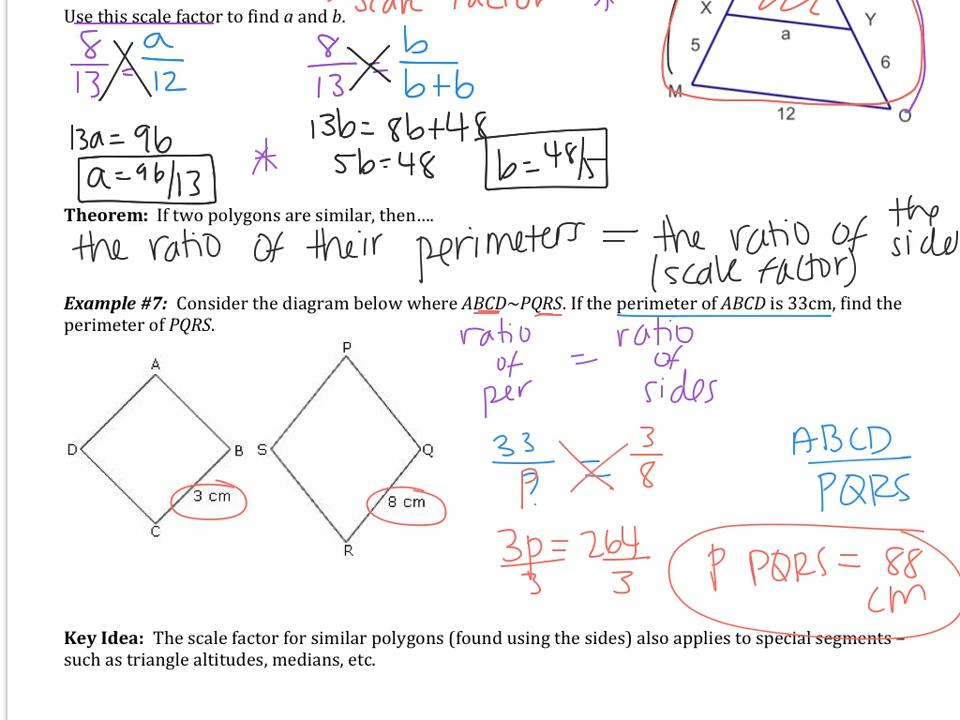 scale factor *
Use this scale factor to find a and b.
8/13 = a/12
8/13 = b/b+6
X
Y
a
5
6
M
O
12
13a = 96
a = 96/13
*
13b = 8b+48
5b = 48
b = 48/5
Theorem: If two polygons are similar, then….
the ratio of their perimeters = the ratio of the sides
(scale factor)
Example #7: Consider the diagram below where ABCD~PQRS. If the perimeter of ABCD is 33cm, find the
perimeter of PQRS.
ratio of per = ratio of sides
A
D
B
C
3 cm
P
S
Q
R
8 cm
33/P = 3/8
ABCD/PQRS
3p/3 = 264/3
P PQRS = 88 cm
Key Idea: The scale factor for similar polygons (found using the sides) also applies to special segments –
such as triangle altitudes, medians, etc.